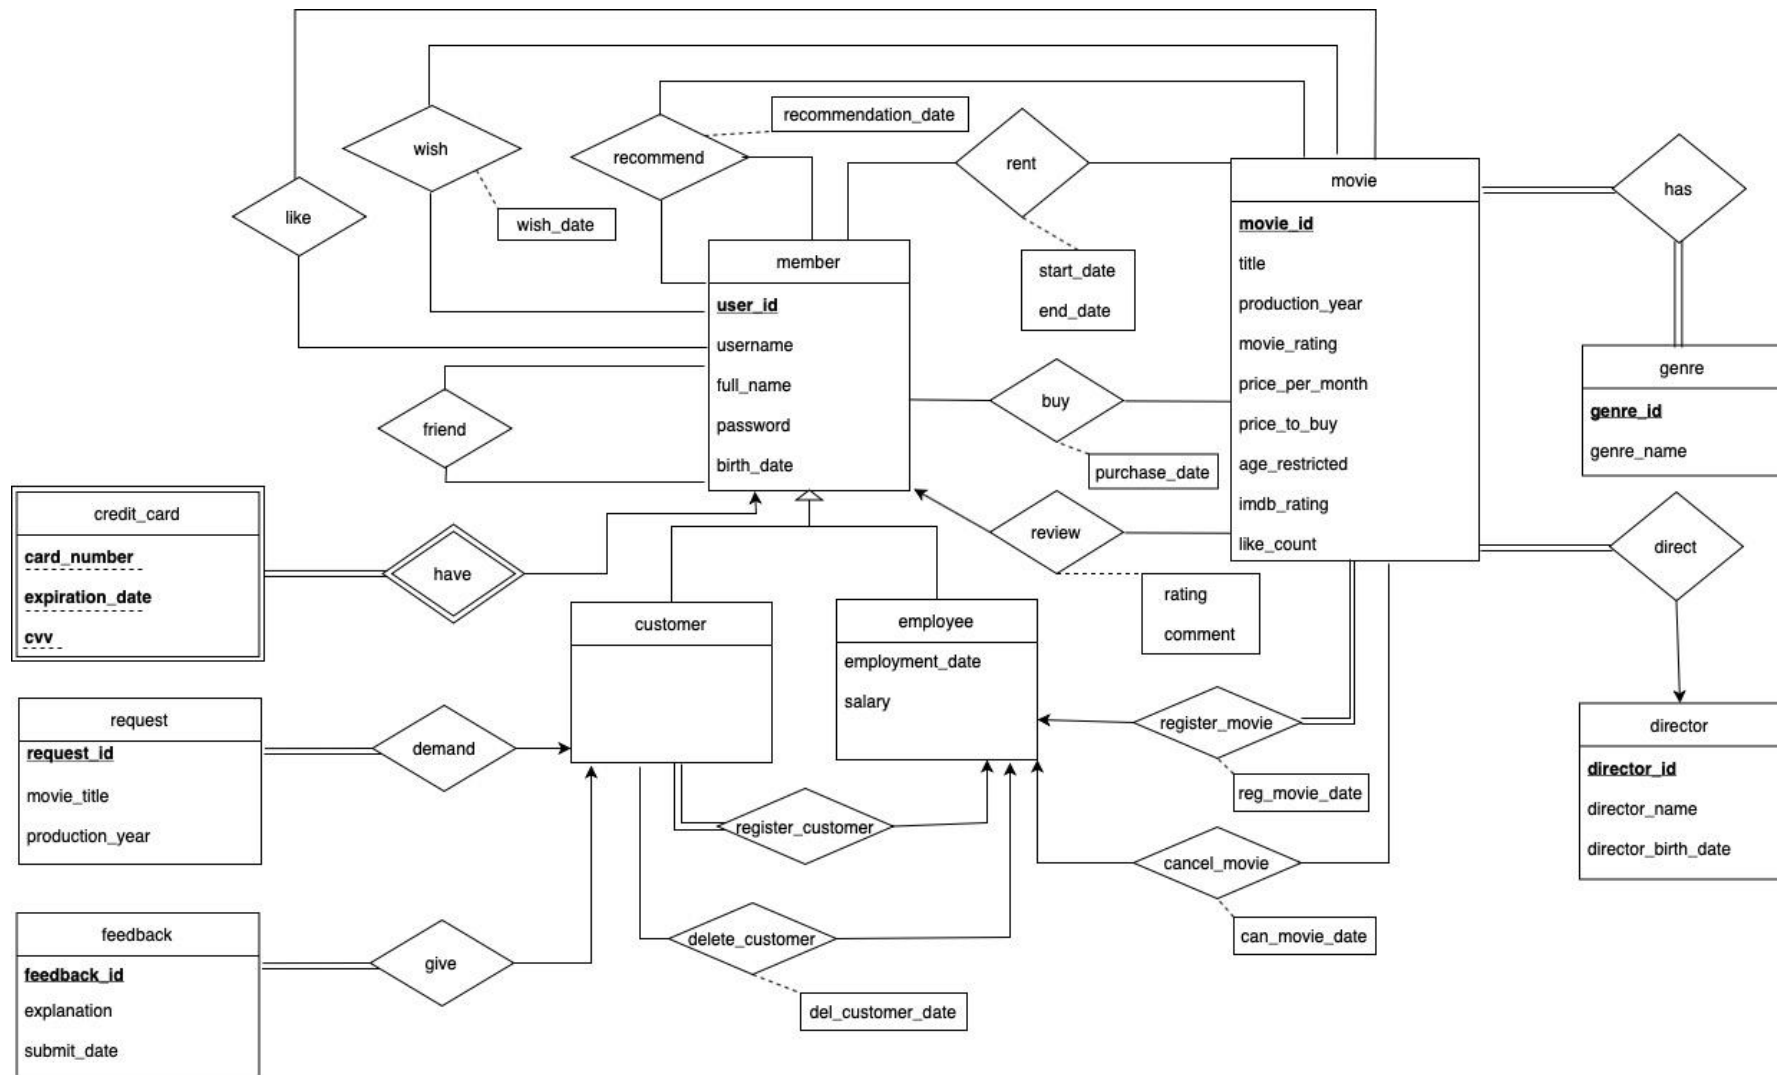 recommendation_date
wish
recommend
rent
movie
has
like
wish_date
movie_id
title
production_year
movie_rating
price_per_month
price_to_buy
age_restricted
imdb_rating
like_count
member
user_id
username
full_name
password
birth_date
start_date
end_date
genre
genre_id
genre_name
buy
friend
purchase_date
credit_card
card_number
expiration_date
cvv
have
review
rating
comment
direct
customer
employee
employment_date
salary
request
request_id
movie_title
production_year
demand
register_movie
reg_movie_date
director
director_id
director_name
director_birth_date
register_customer
cancel_movie
can_movie_date
feedback
feedback_id
explanation
submit_date
give
delete_customer
del_customer_date